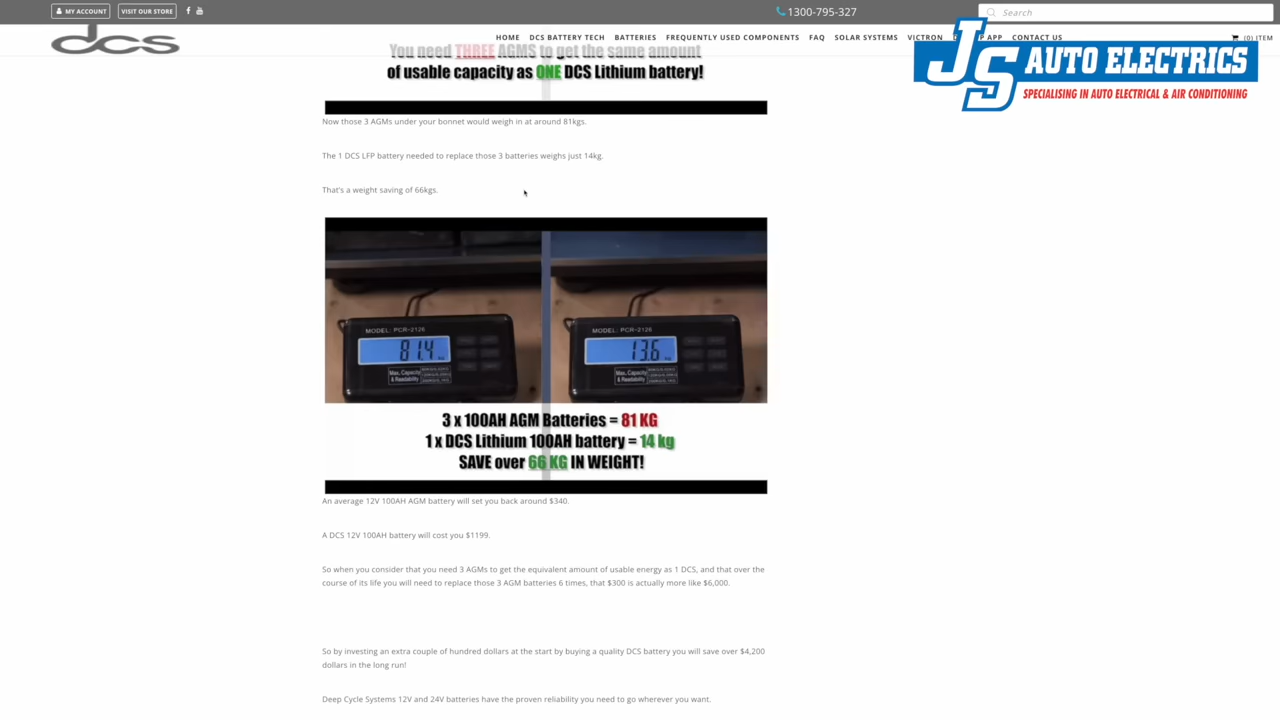 MY ACCOUNT
VISIT OUR STORE
1300-795-327
Search
dcs
HOME DCS BATTERY TECH BATTERIES FREQUENTLY USED COMPONENTS FAQ SOLAR SYSTEMS VICTRON APP CONTACT US
(0) ITEM
JS AUTO ELECTRICS
SPECIALISING IN AUTO ELECTRICAL & AIR CONDITIONING
You need THREE AGMS to get the same amount
of usable capacity as ONE DCS Lithium battery!
Now those 3 AGMs under your bonnet would weigh in at around 81kgs.
The 1 DCS LFP battery needed to replace those 3 batteries weighs just 14kg.
That's a weight saving of 66kgs.
MODEL: PCR-2126
81.4
Max. Capacity
& Readability
MODEL: PCR-2126
13.6
Max. Capacity
& Readability
3 x 100AH AGM Batteries = 81 KG
1 x DCS Lithium 100AH battery = 14 kg
SAVE over 66 KG IN WEIGHT!
An average 12V 100AH AGM battery will set you back around $340.
A DCS 12V 100AH battery will cost you $1199.
So when you consider that you need 3 AGMs to get the equivalent amount of usable energy as 1 DCS, and that over the
course of its life you will need to replace those 3 AGM batteries 6 times, that $300 is actually more like $6,000.
So by investing an extra couple of hundred dollars at the start by buying a quality DCS battery you will save over $4,200
dollars in the long run!
Deep Cycle Systems 12V and 24V batteries have the proven reliability you need to go wherever you want.